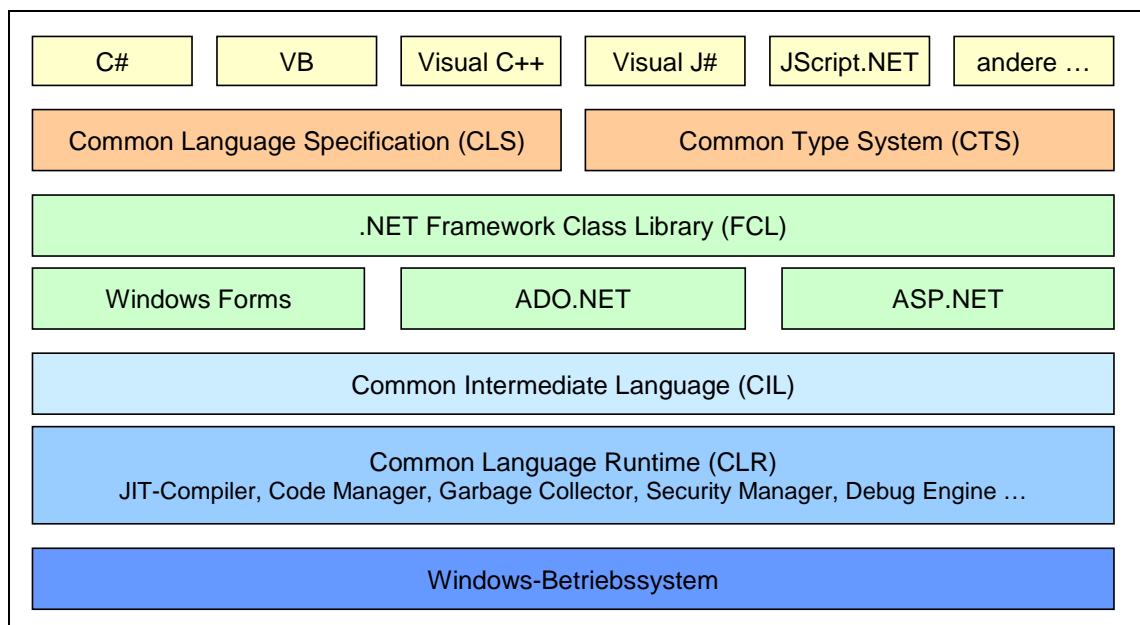 C#
VB
Visual C++
Visual J#
JScript.NET
andere …
Common Language Specification (CLS)
Common Type System (CTS)
.NET Framework Class Library (FCL)
Windows Forms
ADO.NET
ASP.NET
Common Intermediate Language (CIL)
Common Language Runtime (CLR)
JIT-Compiler, Code Manager, Garbage Collector, Security Manager, Debug Engine …
Windows-Betriebssystem